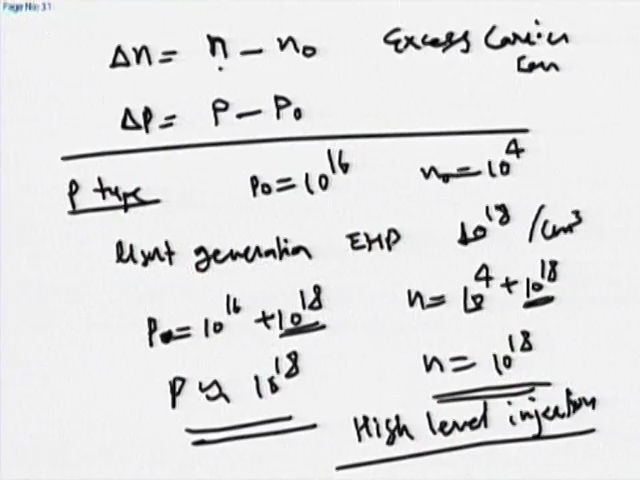 Page No: 31
Δn = n − n₀ Excess Carrier
Con
Δp = p − p₀
P type p₀ = 10¹⁶ n₀ = 10⁴
light generation EHP 10¹⁸ /cm³
p = 10¹⁶ + 10¹⁸ n = 10⁴ + 10¹⁸
p ≈ 10¹⁸ n = 10¹⁸
High level injection